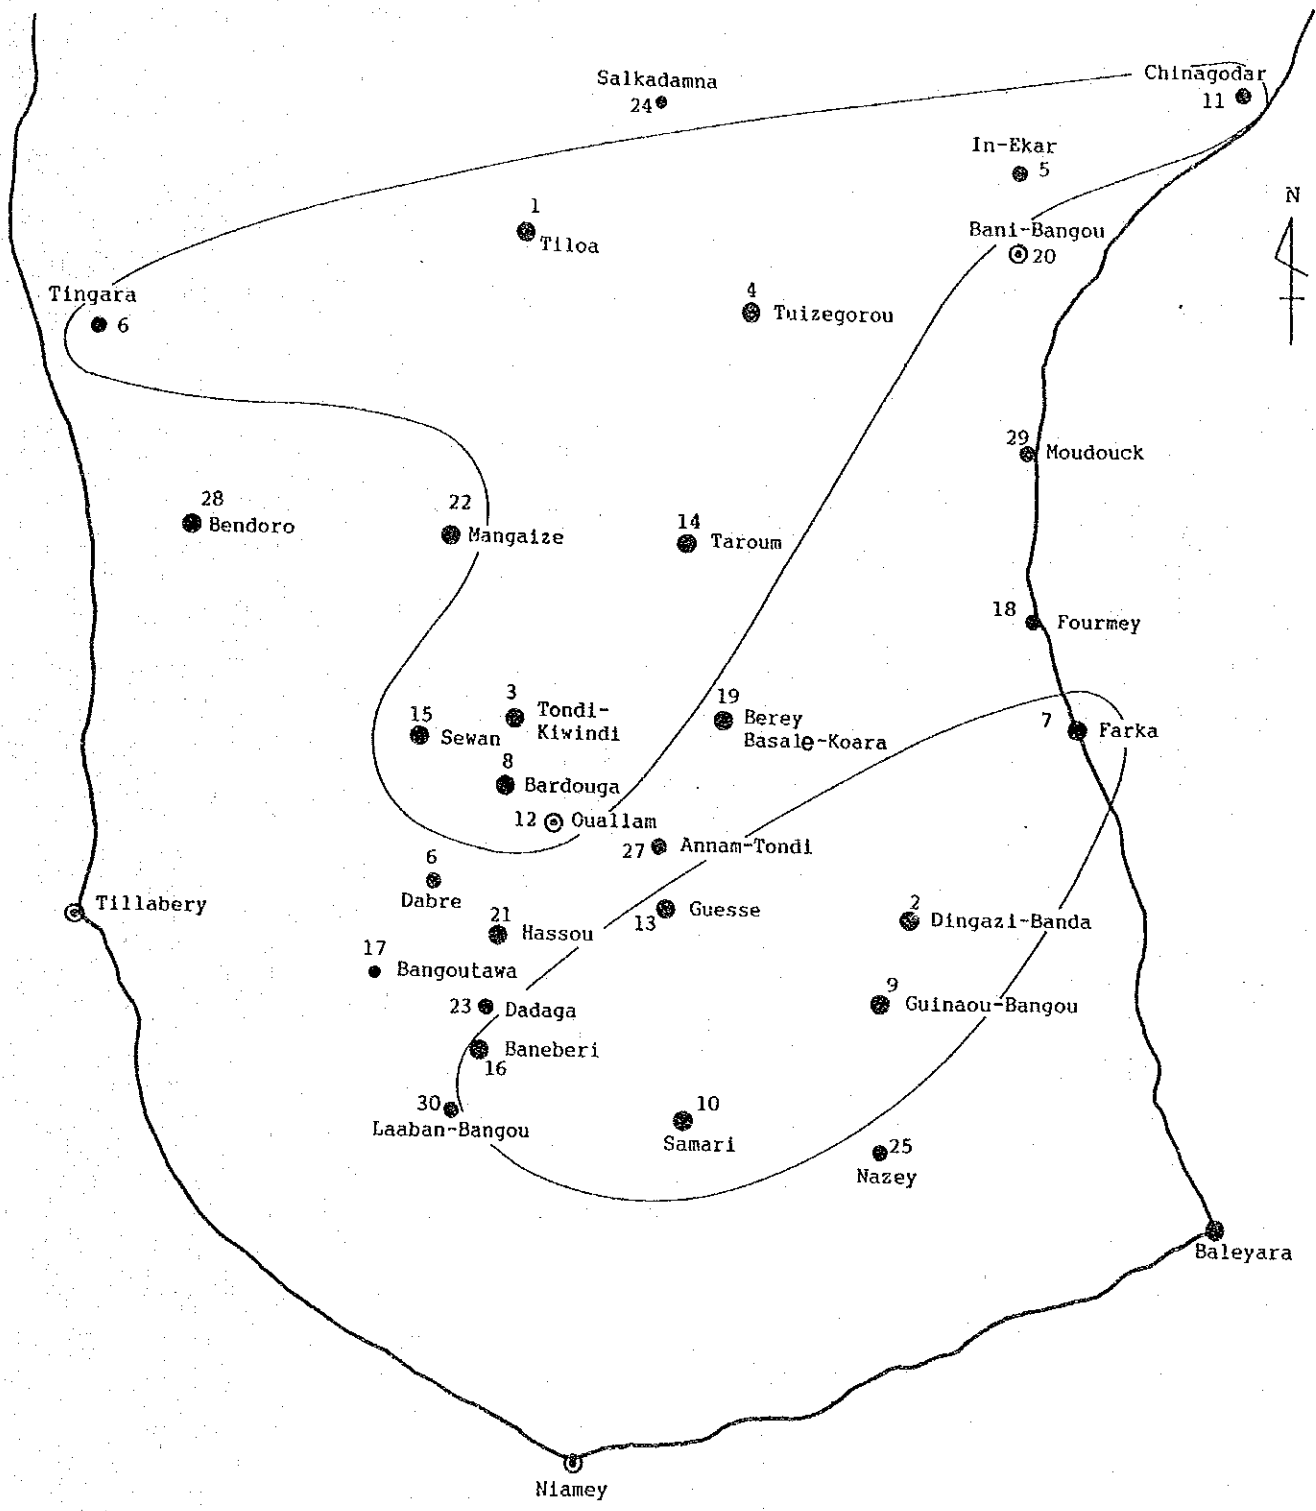 Salkadamna
24
Chinagodar
11
In-Ekar
5
N
1
Tiloa
Bani-Bangou
20
Tingara
6
4
Tuizegorou
29
Moudouck
28
Bendoro
22
Mangaize
14
Taroum
18
Fourmey
3
Tondi-
Kiwindi
15
Sewan
19
Berey
Basale-Koara
7
Farka
8
Bardouga
12
Ouallam
27
Annam-Tondi
6
Dabre
Tillabery
21
Hassou
13
Guesse
2
Dingazi-Banda
17
Bangoutawa
23
Dadaga
9
Guinaou-Bangou
Baneberi
16
30
Laaban-Bangou
10
Samari
25
Nazey
Baleyara
Niamey